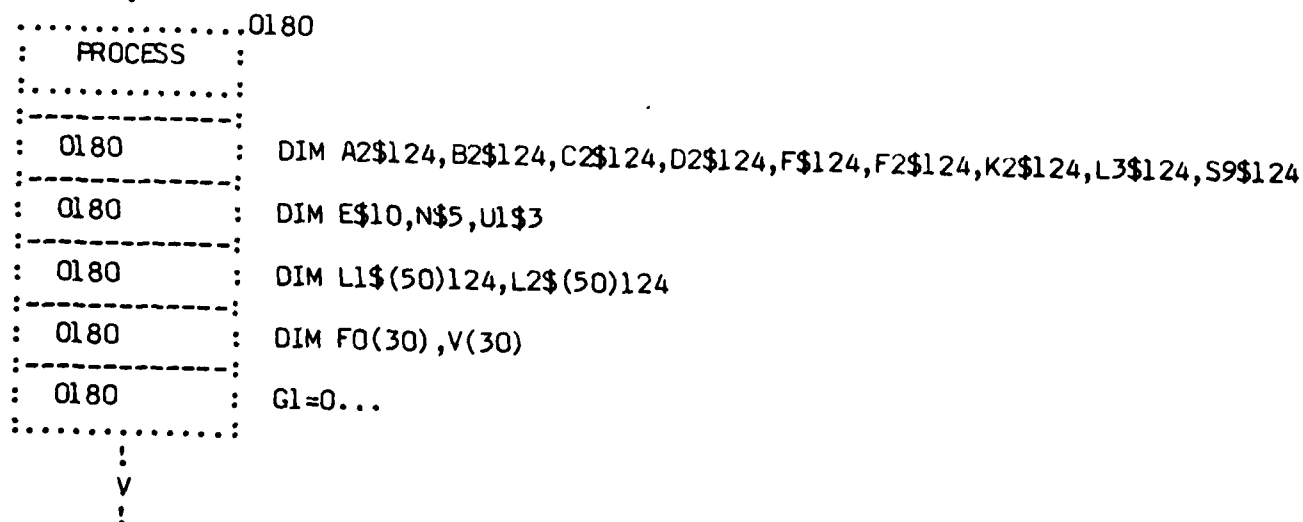 ..............0180
:   PROCESS   :
:.............:
:-------------:
:  0180       :  DIM A2$124,B2$124,C2$124,D2$124,F$124,F2$124,K2$124,L3$124,S9$124
:-------------:
:  0180       :  DIM E$10,N$5,U1$3
:-------------:
:  0180       :  DIM L1$(50)124,L2$(50)124
:-------------:
:  0180       :  DIM F0(30),V(30)
:-------------:
:  0180       :  G1=0...
:.............:
:
V
: